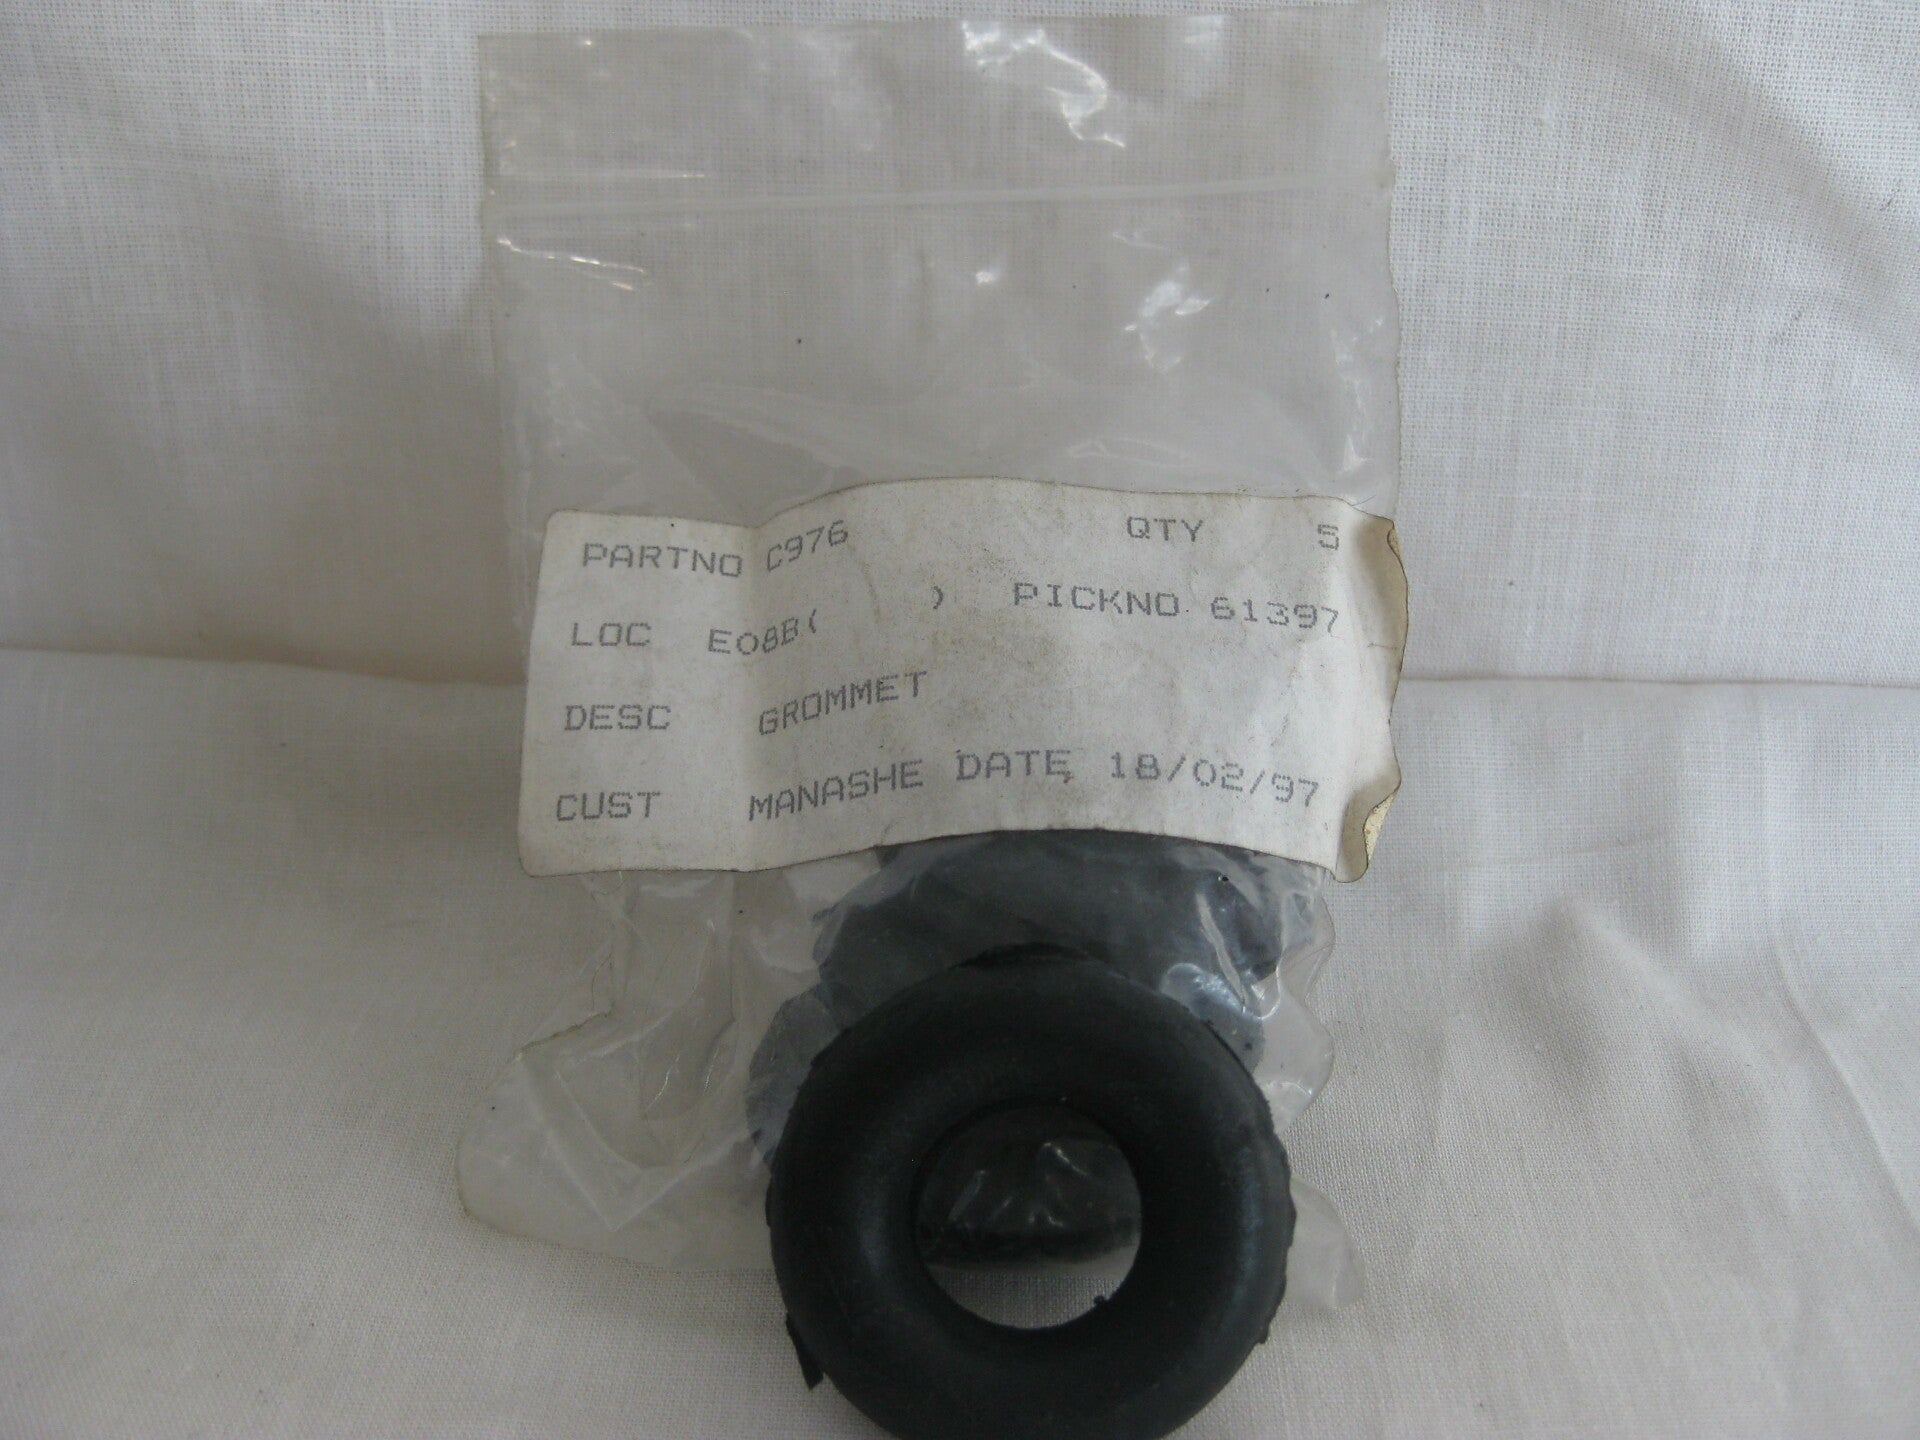 PARTNO C976 QTY 5
LOC E08B( ) PICKNO 61397
DESC GROMMET
CUST MANASHE DATE 18/02/97